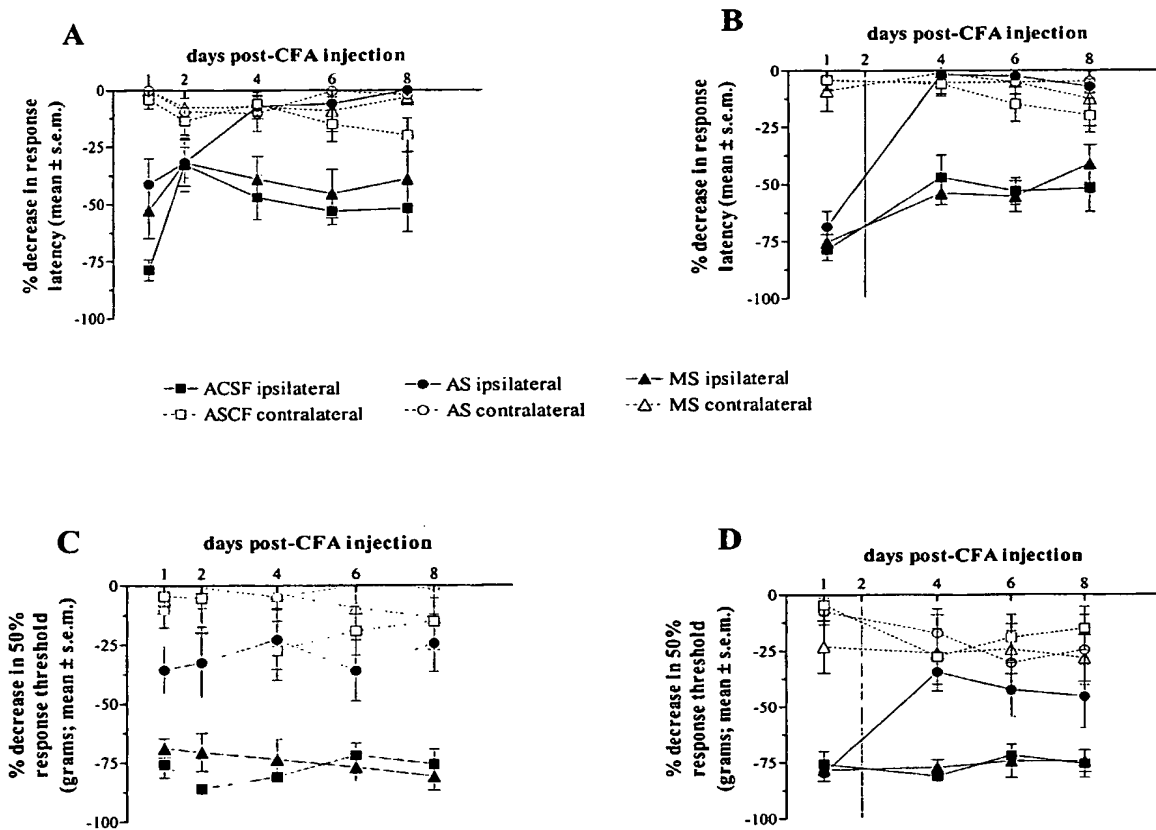 A
days post-CFA injection
1 2 4 6 8
0
-25
-50
-75
-100
% decrease in response
latency (mean ± s.e.m.)
B
days post-CFA injection
1 2 4 6 8
0
-25
-50
-75
-100
% decrease in response
latency (mean ± s.e.m.)
ACSF ipsilateral
AS ipsilateral
MS ipsilateral
ASCF contralateral
AS contralateral
MS contralateral
C
days post-CFA injection
1 2 4 6 8
0
-25
-50
-75
-100
% decrease in 50%
response threshold
(grams; mean ± s.e.m.)
D
days post-CFA injection
1 2 4 6 8
0
-25
-50
-75
-100
% decrease in 50%
response threshold
(grams; mean ± s.e.m.)